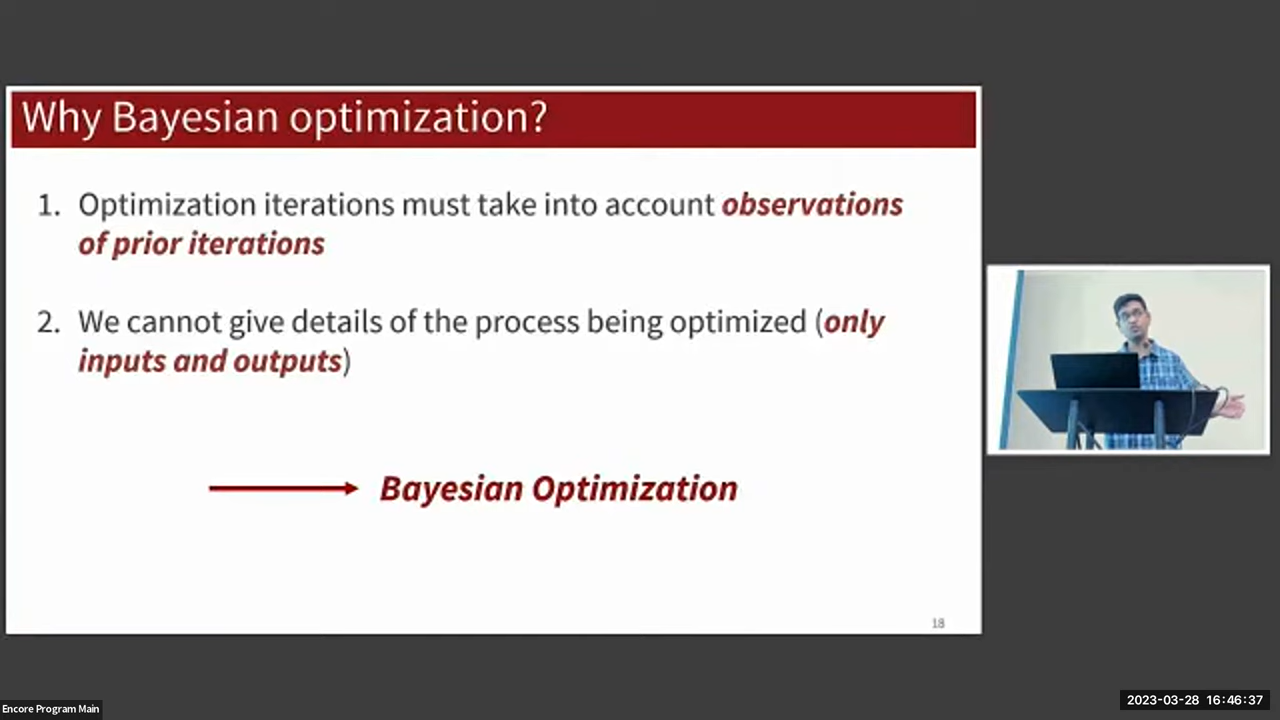 Why Bayesian optimization?
1. Optimization iterations must take into account observations
of prior iterations
2. We cannot give details of the process being optimized (only
inputs and outputs)
Bayesian Optimization
18
Encore Program Main
2023-03-28 16:46:37